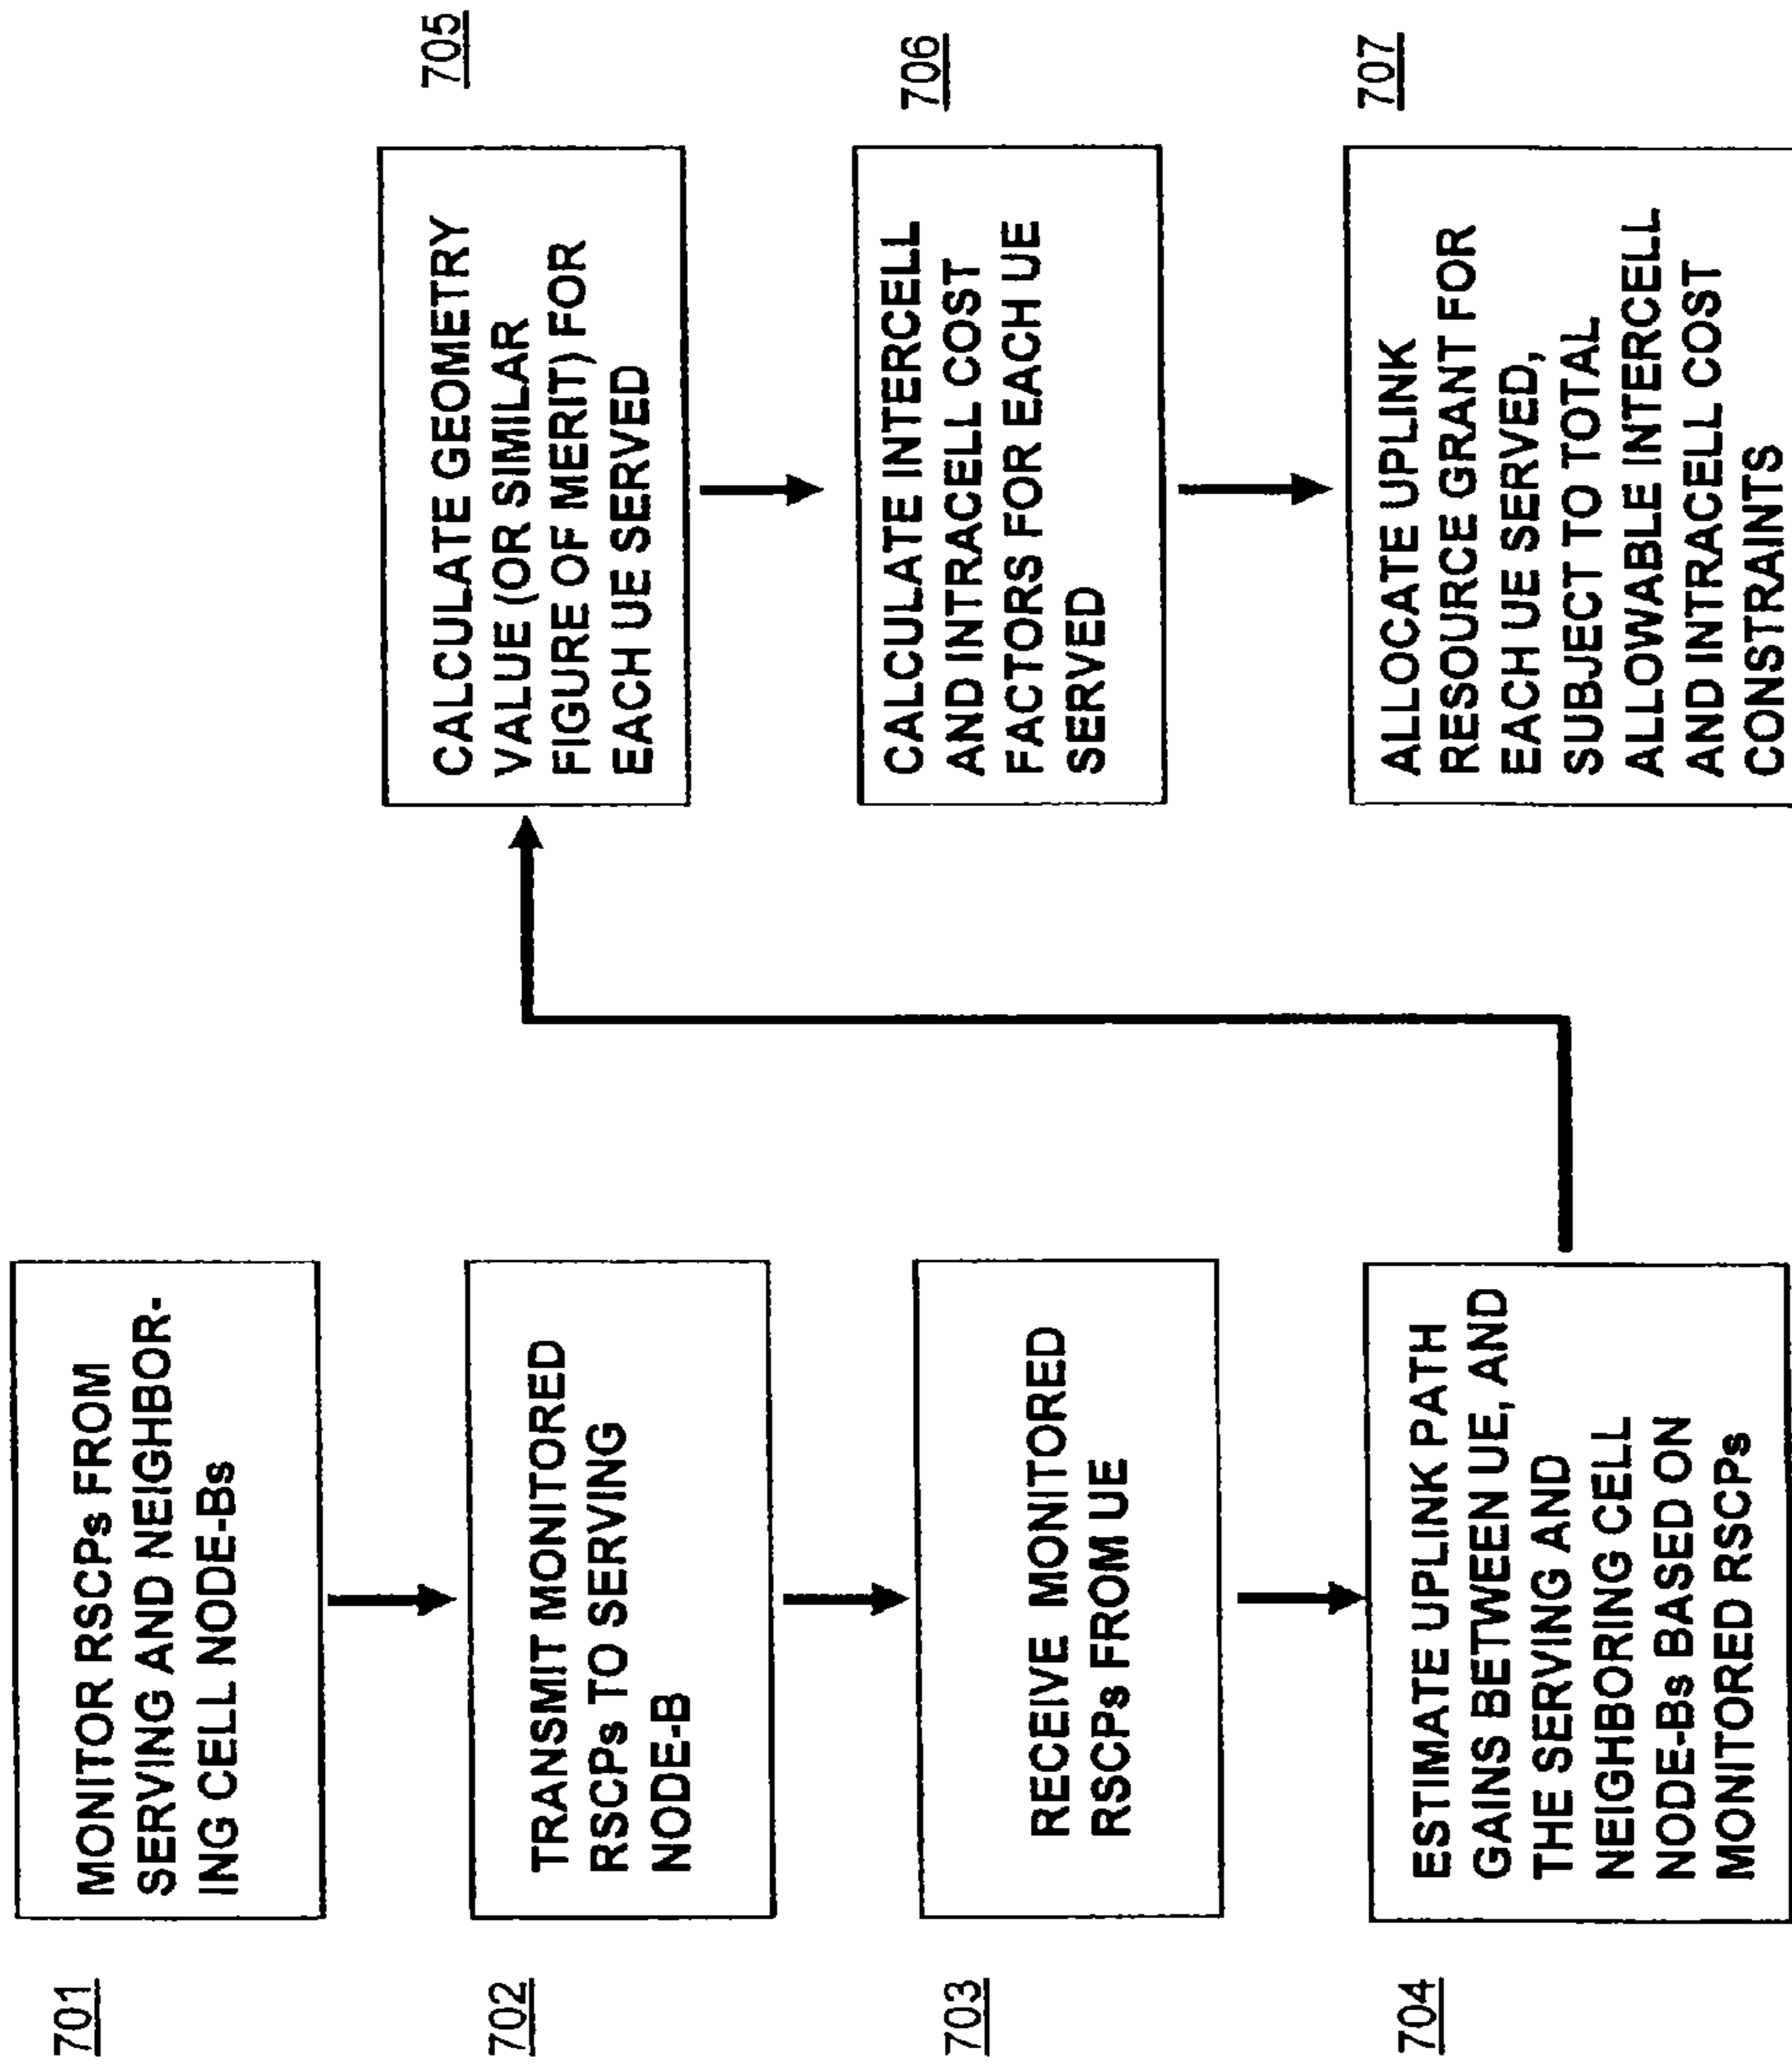 701
MONITOR RSCPs FROM
SERVING AND NEIGHBOR-
ING CELL NODE-Bs
702
TRANSMIT MONITORED
RSCPs TO SERVING
NODE-B
703
RECEIVE MONITORED
RSCPs FROM UE
704
ESTIMATE UPLINK PATH
GAINS BETWEEN UE, AND
THE SERVING AND
NEIGHBORING CELL
NODE-Bs BASED ON
MONITORED RSCPs
705
CALCULATE GEOMETRY
VALUE (OR SIMILAR
FIGURE OF MERIT) FOR
EACH UE SERVED
706
CALCULATE INTERCELL
AND INTRACELL COST
FACTORS FOR EACH UE
SERVED
707
ALLOCATE UPLINK
RESOURCE GRANT FOR
EACH UE SERVED,
SUBJECT TO TOTAL
ALLOWABLE INTERCELL
AND INTRACELL COST
CONSTRAINTS